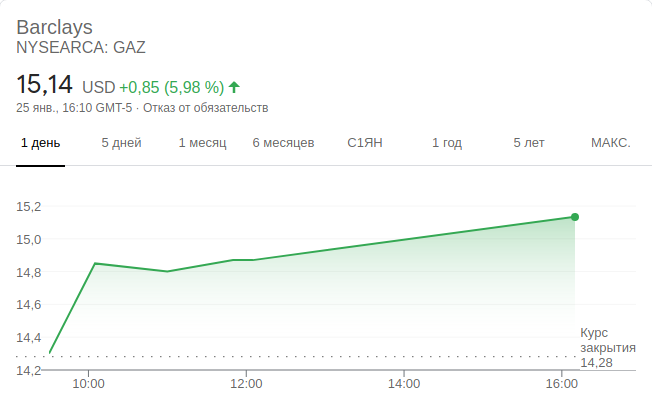 Barclays
NYSEARCA: GAZ
15,14 USD +0,85 (5,98 %)
25 янв., 16:10 GMT-5 · Отказ от обязательств
1 день 5 дней 1 месяц 6 месяцев С1ЯН 1 год 5 лет МАКС.
15,2
15,0
14,8
14,6
14,4
14,2
Курс
закрытия
14,28
10:00 12:00 14:00 16:00